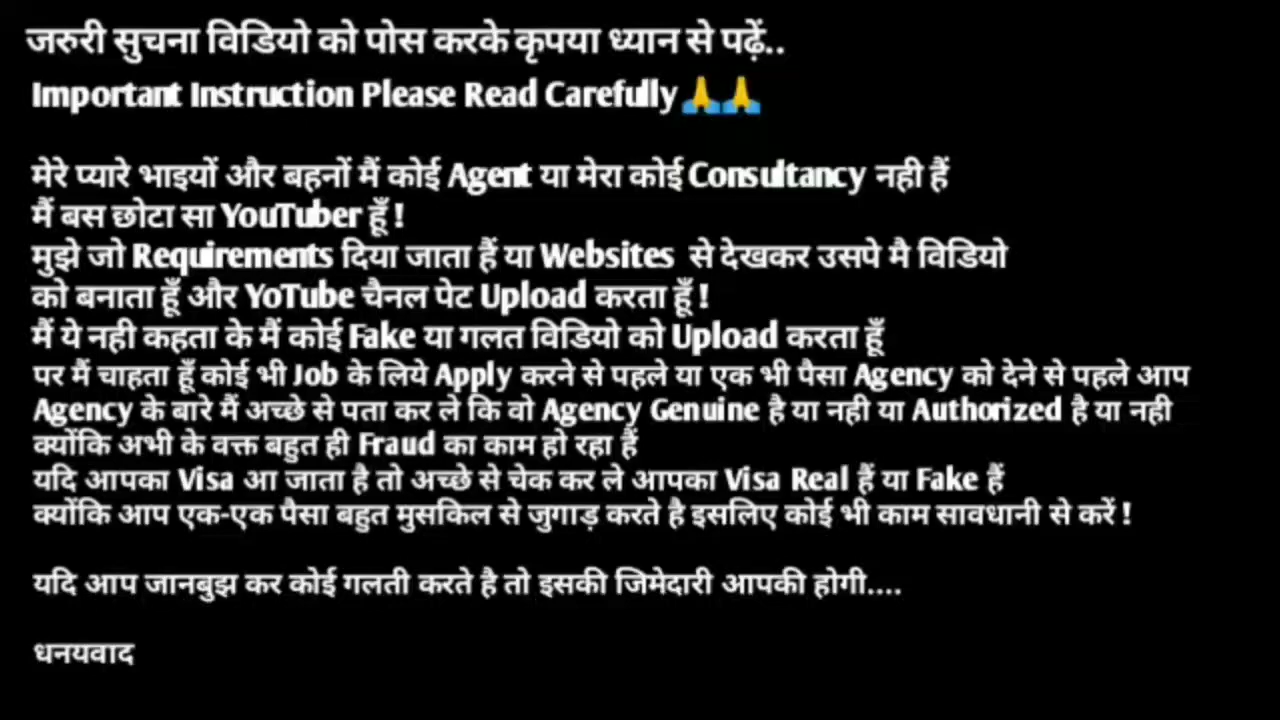 जरुरी सुचना विडियो को पोस करके कृपया ध्यान से पढ़ें..
Important Instruction Please Read Carefully🙏🙏
मेरे प्यारे भाइयों और बहनों मैं कोई Agent या मेरा कोई Consultancy नही हैं
मैं बस छोटा सा YouTuber हूँ !
मुझे जो Requirements दिया जाता हैं या Websites से देखकर उसपे मै विडियो
को बनाता हूँ और YoTube चैनल पेट Upload करता हूँ !
मैं ये नही कहता के मैं कोई Fake या गलत विडियो को Upload करता हूँ
पर मैं चाहता हूँ कोई भी Job के लिये Apply करने से पहले या एक भी पैसा Agency को देने से पहले आप
Agency के बारे मैं अच्छे से पता कर ले कि वो Agency Genuine है या नही या Authorized है या नही
क्योंकि अभी के वक्त बहुत ही Fraud का काम हो रहा हैं
यदि आपका Visa आ जाता है तो अच्छे से चेक कर ले आपका Visa Real हैं या Fake हैं
क्योंकि आप एक-एक पैसा बहुत मुसकिल से जुगाड़ करते है इसलिए कोई भी काम सावधानी से करें !
यदि आप जानबुझ कर कोई गलती करते है तो इसकी जिमेदारी आपकी होगी....
धनयवाद